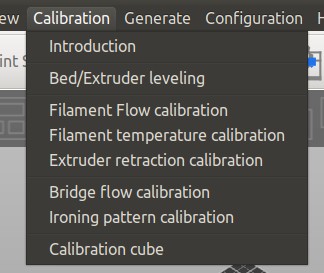 ew Calibration Generate Configuration H
int S
Introduction
Bed/Extruder leveling
Filament Flow calibration
Filament temperature calibration
Extruder retraction calibration
Bridge flow calibration
Ironing pattern calibration
Calibration cube